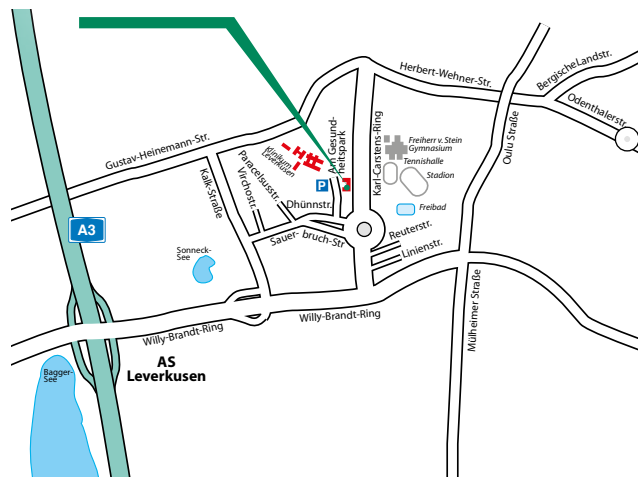 Herbert-Wehner-Str.
BergischeLandstr.
Odenthalerstr.
Oulu Straße
Gustav-Heinemann-Str.
Klinikum
Leverkusen
Am Gesund-
heitspark
Karl-Carstens-Ring
Freiherr v. Stein
Gymnasium
Tennishalle
Stadion
Freibad
P
Paracelsusstr.
Virchostr.
Kalk-Straße
Dhünnstr.
Sauer- bruch-Str
Reuterstr.
Linienstr.
A3
Sonneck-
See
Mülheimer Straße
Willy-Brandt-Ring
Willy-Brandt-Ring
AS
Leverkusen
Bagger-
See